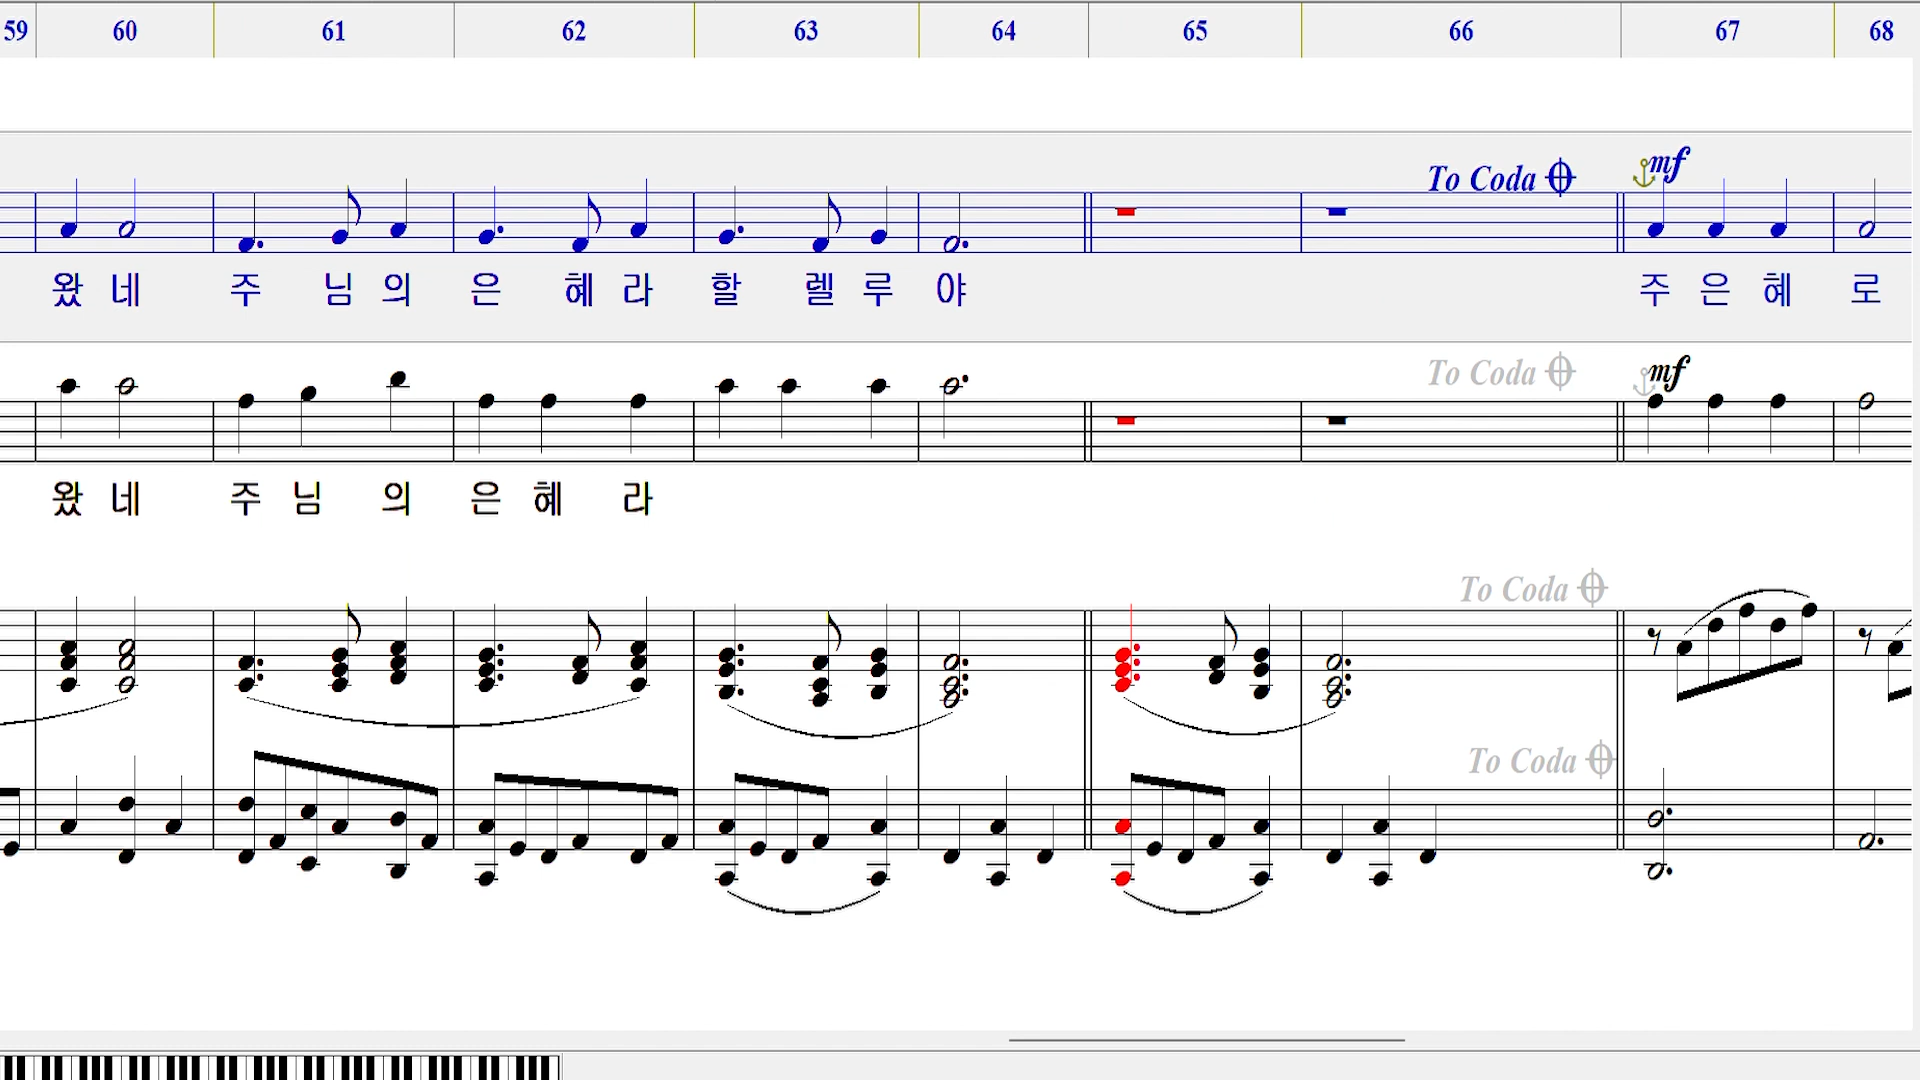 59 60 61 62 63 64 65 66 67 68
To Coda mf
왔 네 주 님 의 은 혜 라 할 렐 루 야 주 은 혜 로
To Coda mf
왔 네 주 님 의 은 혜 라
To Coda
To Coda